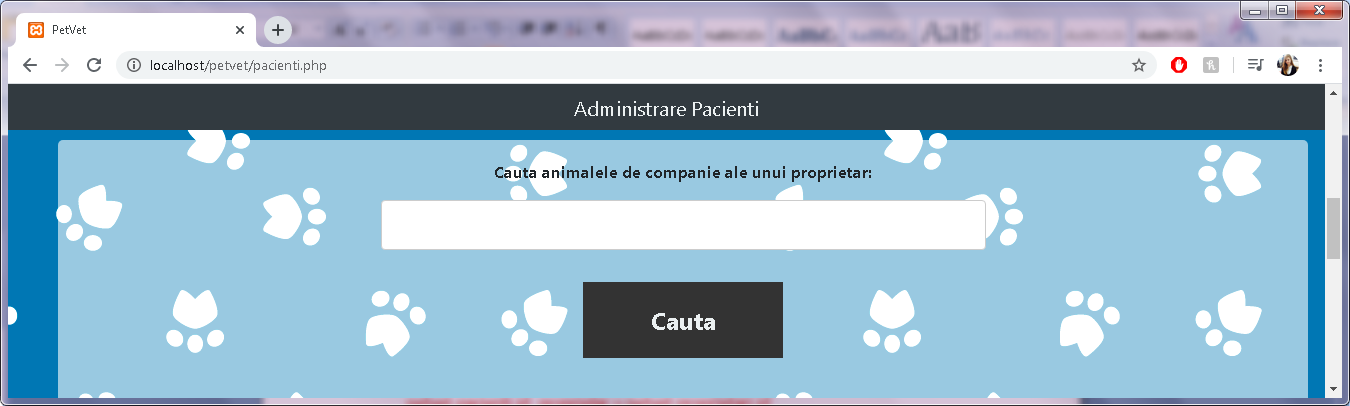 PetVet
localhost/petvet/pacienti.php
Administrare Pacienti
Cauta animalele de companie ale unui proprietar:
Cauta